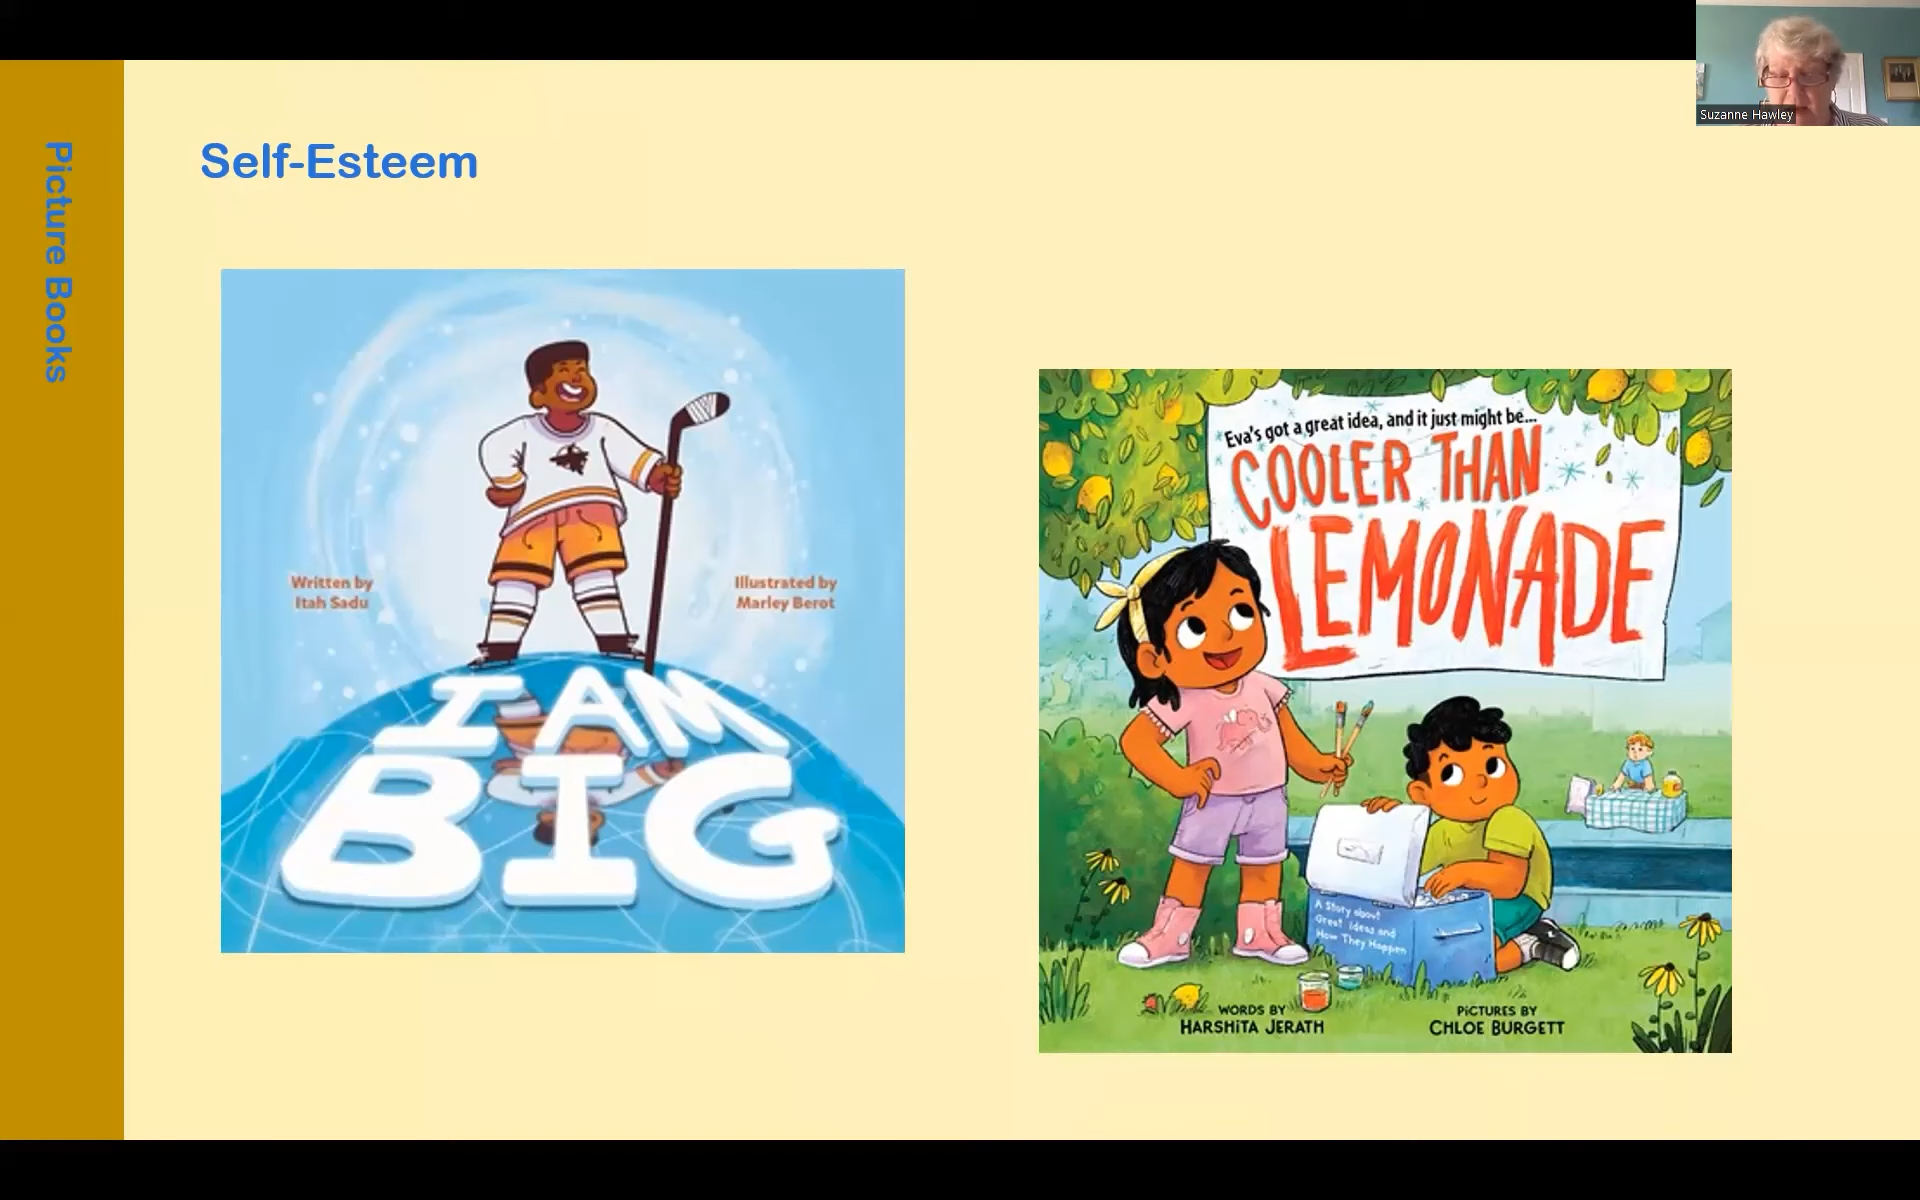 Picture Books
Self-Esteem
Suzanne Hawley
Written by
Itah Sadu
Illustrated by
Marley Berot
I AM
BIG
Eva's got a great idea, and it just might be...
COOLER THAN
LEMONADE
A Story about
Great Ideas and
How They Happen
WORDS BY
HARSHiTA JERATH
PiCTURES BY
CHLOE BURGETT